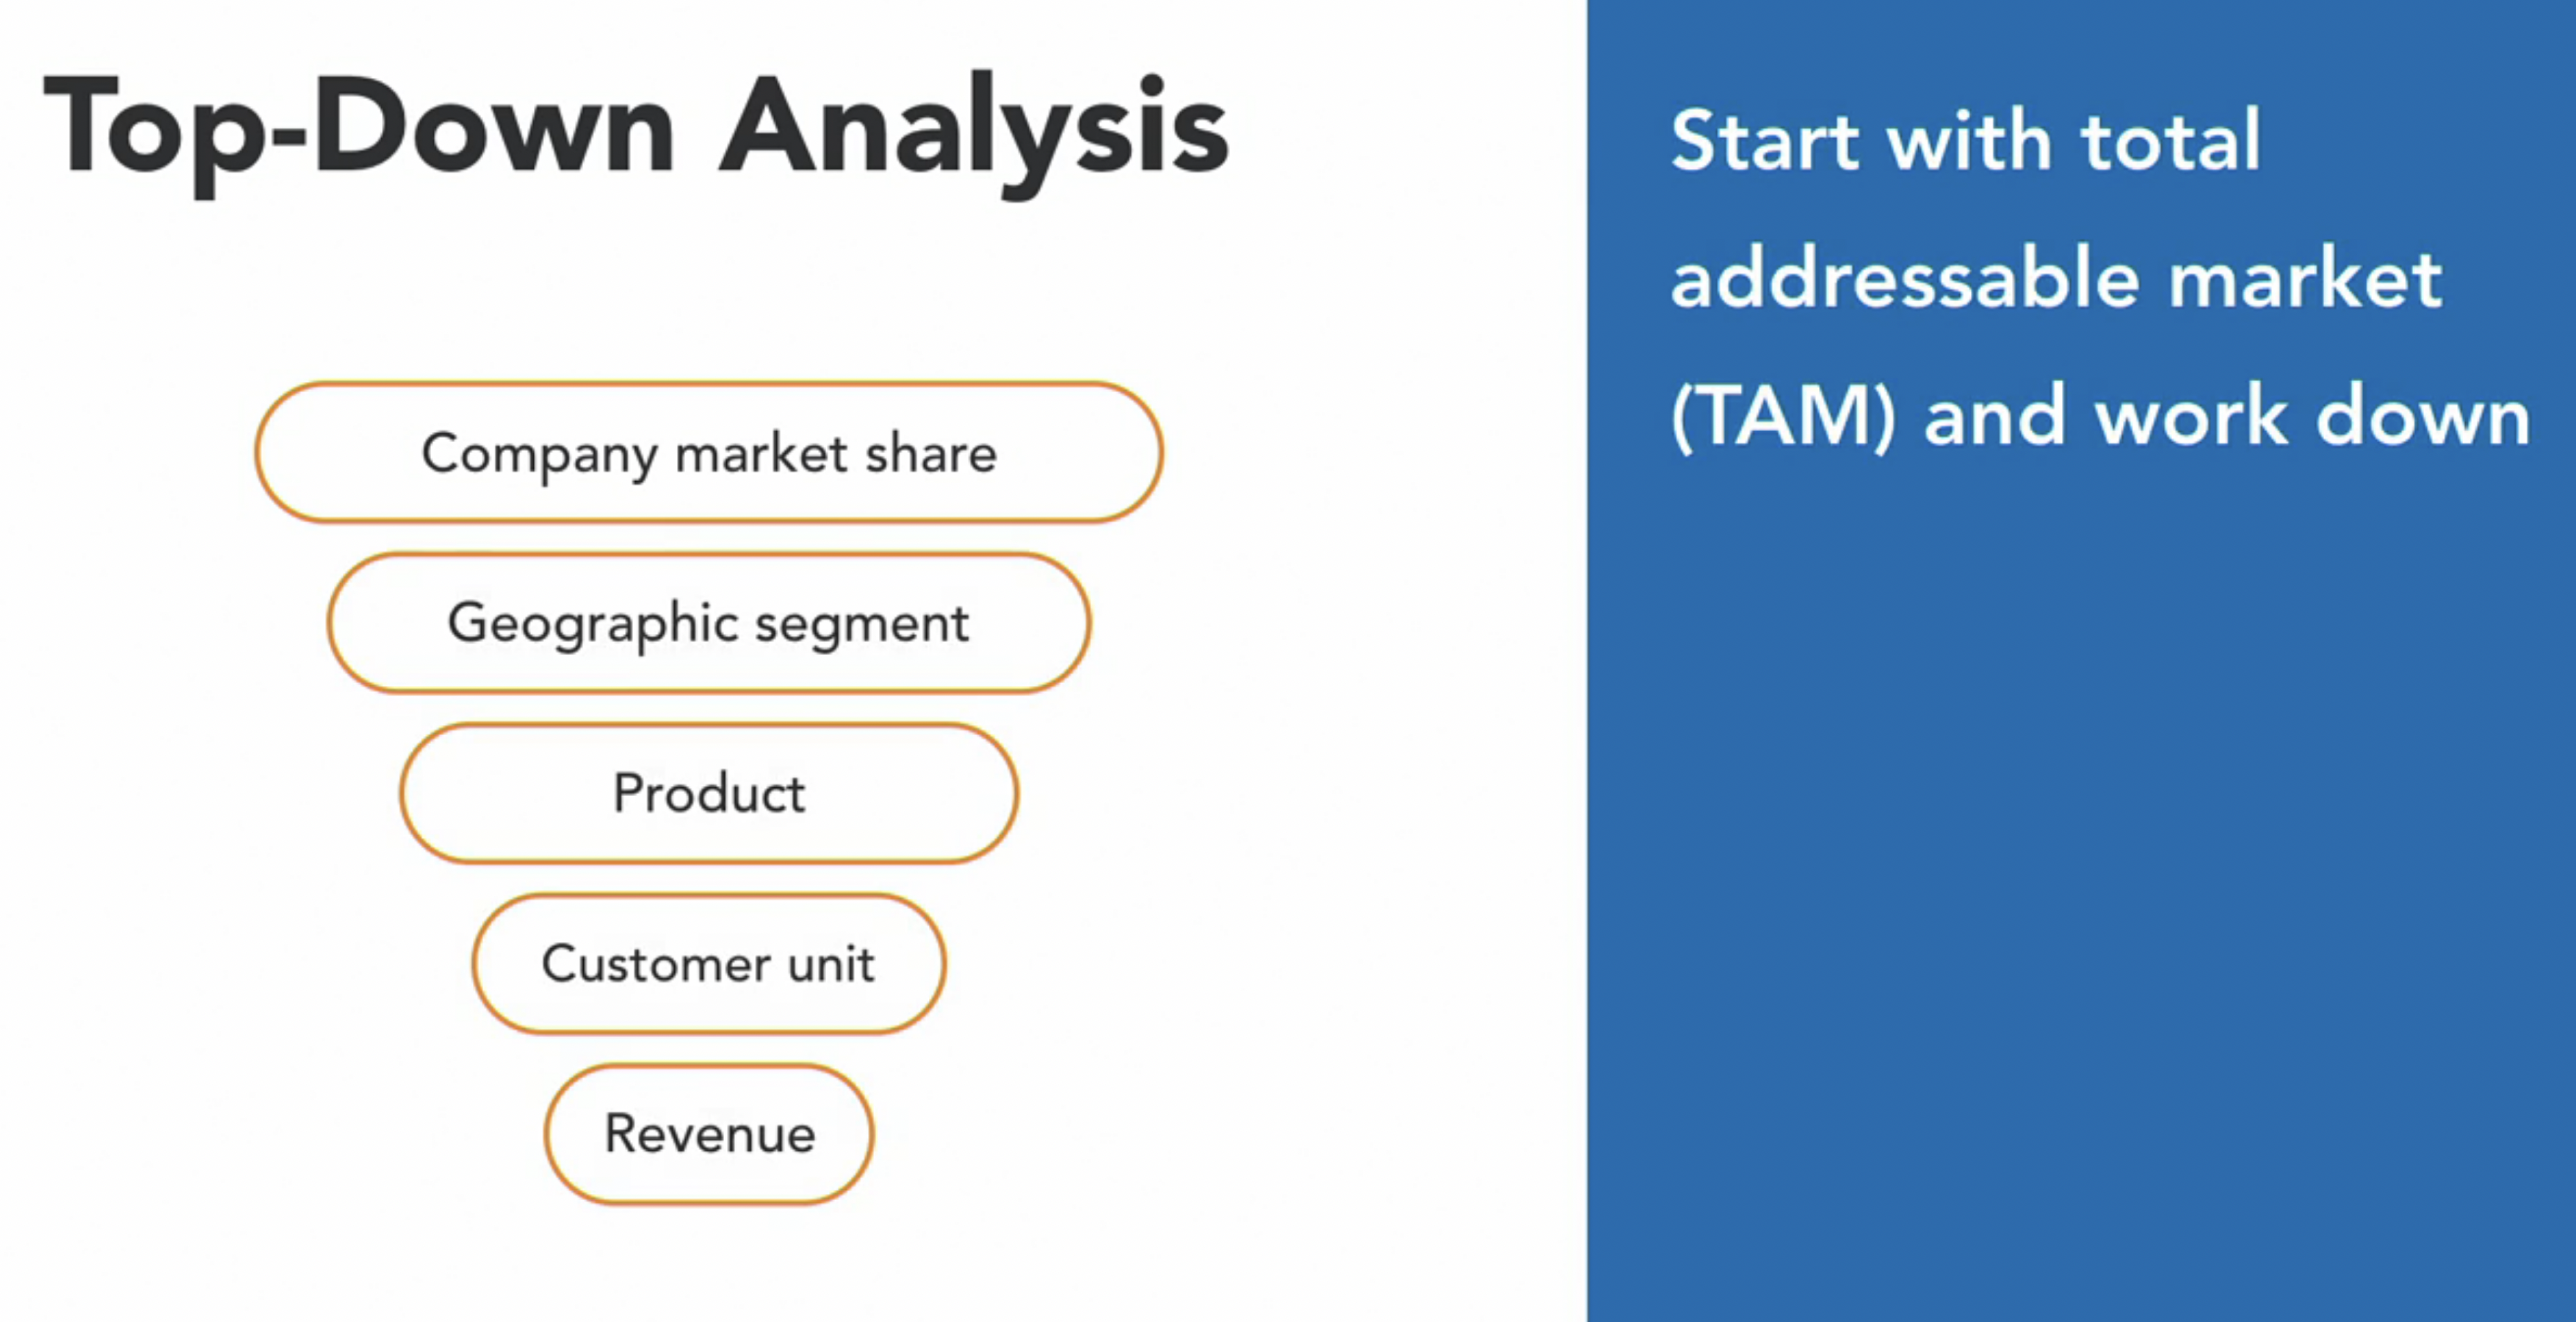 Top-Down Analysis
Company market share
Geographic segment
Product
Customer unit
Revenue
Start with total
addressable market
(TAM) and work down